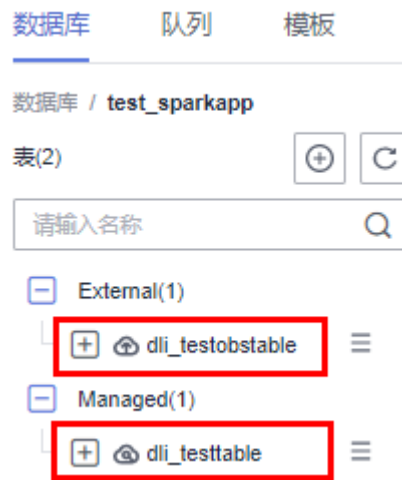 数据库 队列 模板
数据库 / test_sparkapp
表(2)
请输入名称
External(1)
dli_testobstable
Managed(1)
dli_testtable